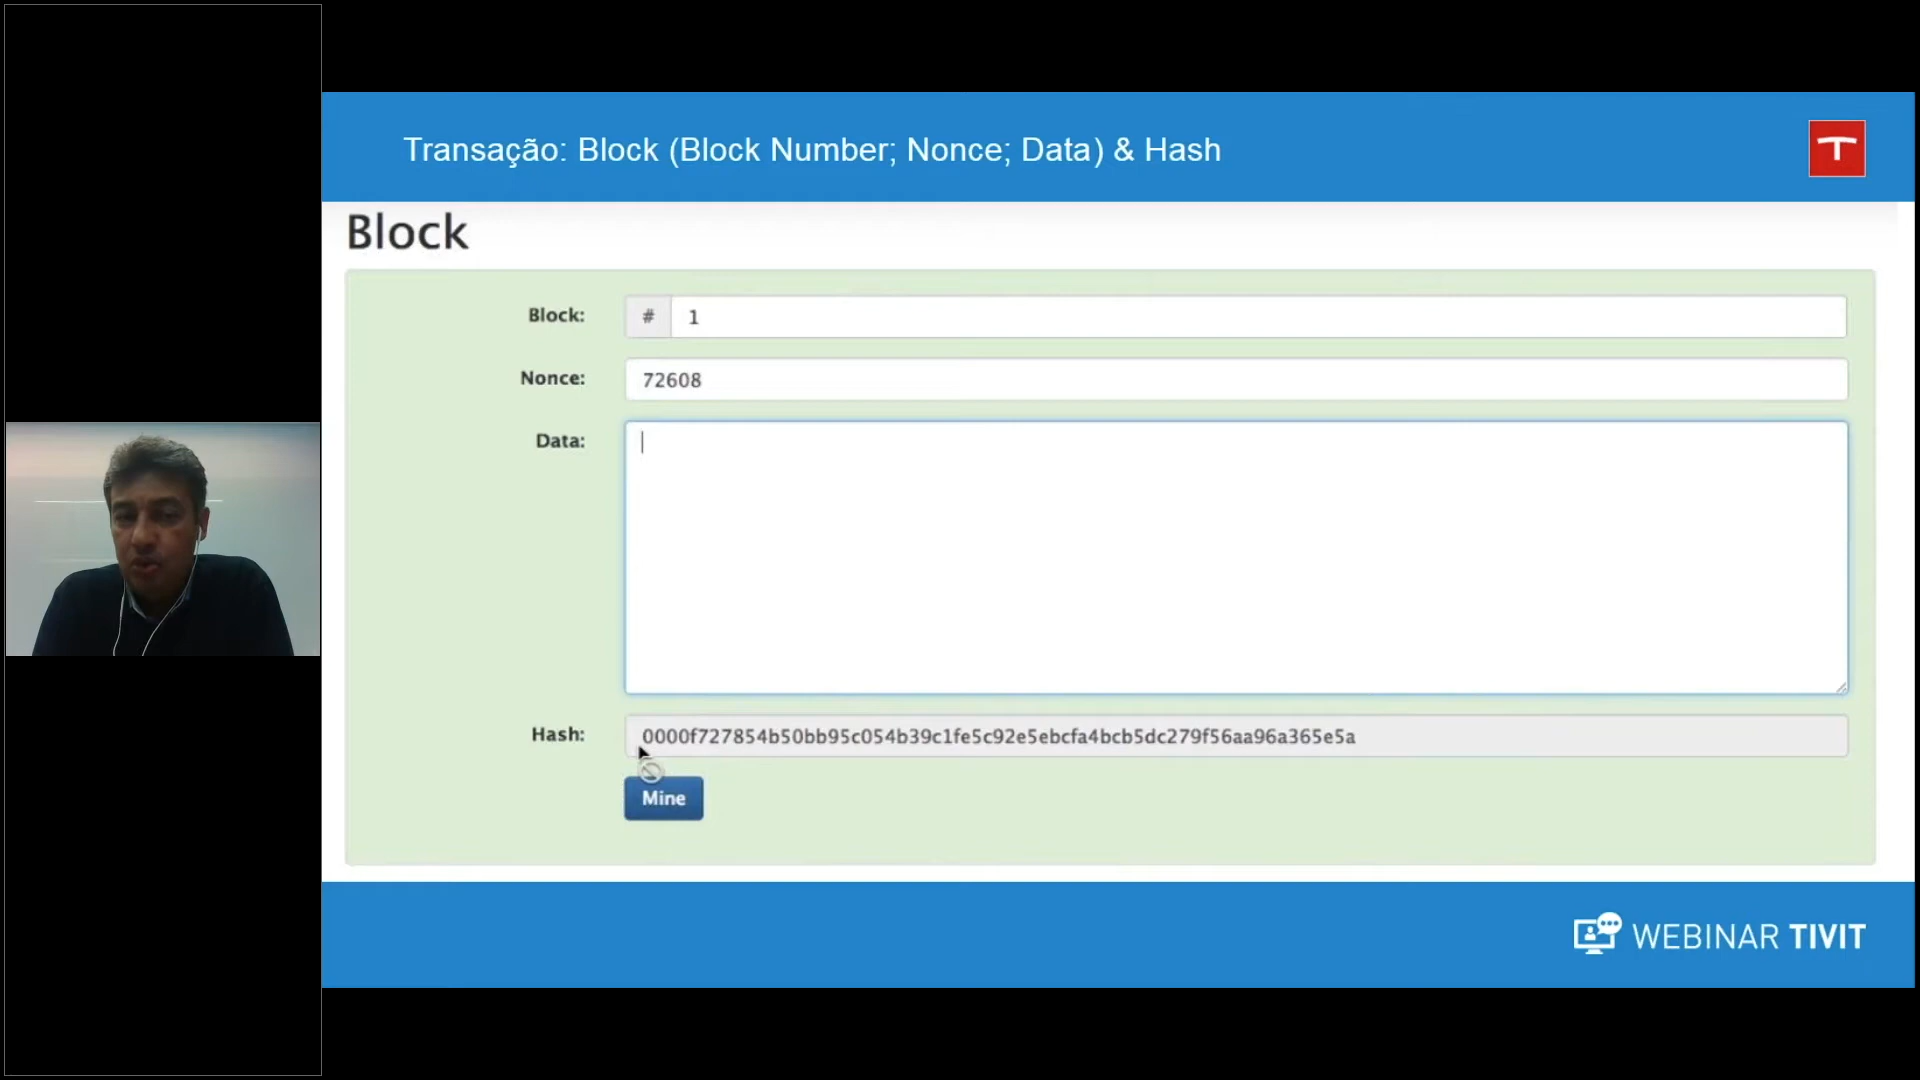 Transação: Block (Block Number; Nonce; Data) & Hash
T
Block
Block: # 1
Nonce: 72608
Data:
Hash: 0000f727854b50bb95c054b39c1fe5c92e5ebcfa4bcb5dc279f56aa96a365e5a
Mine
WEBINAR TIVIT